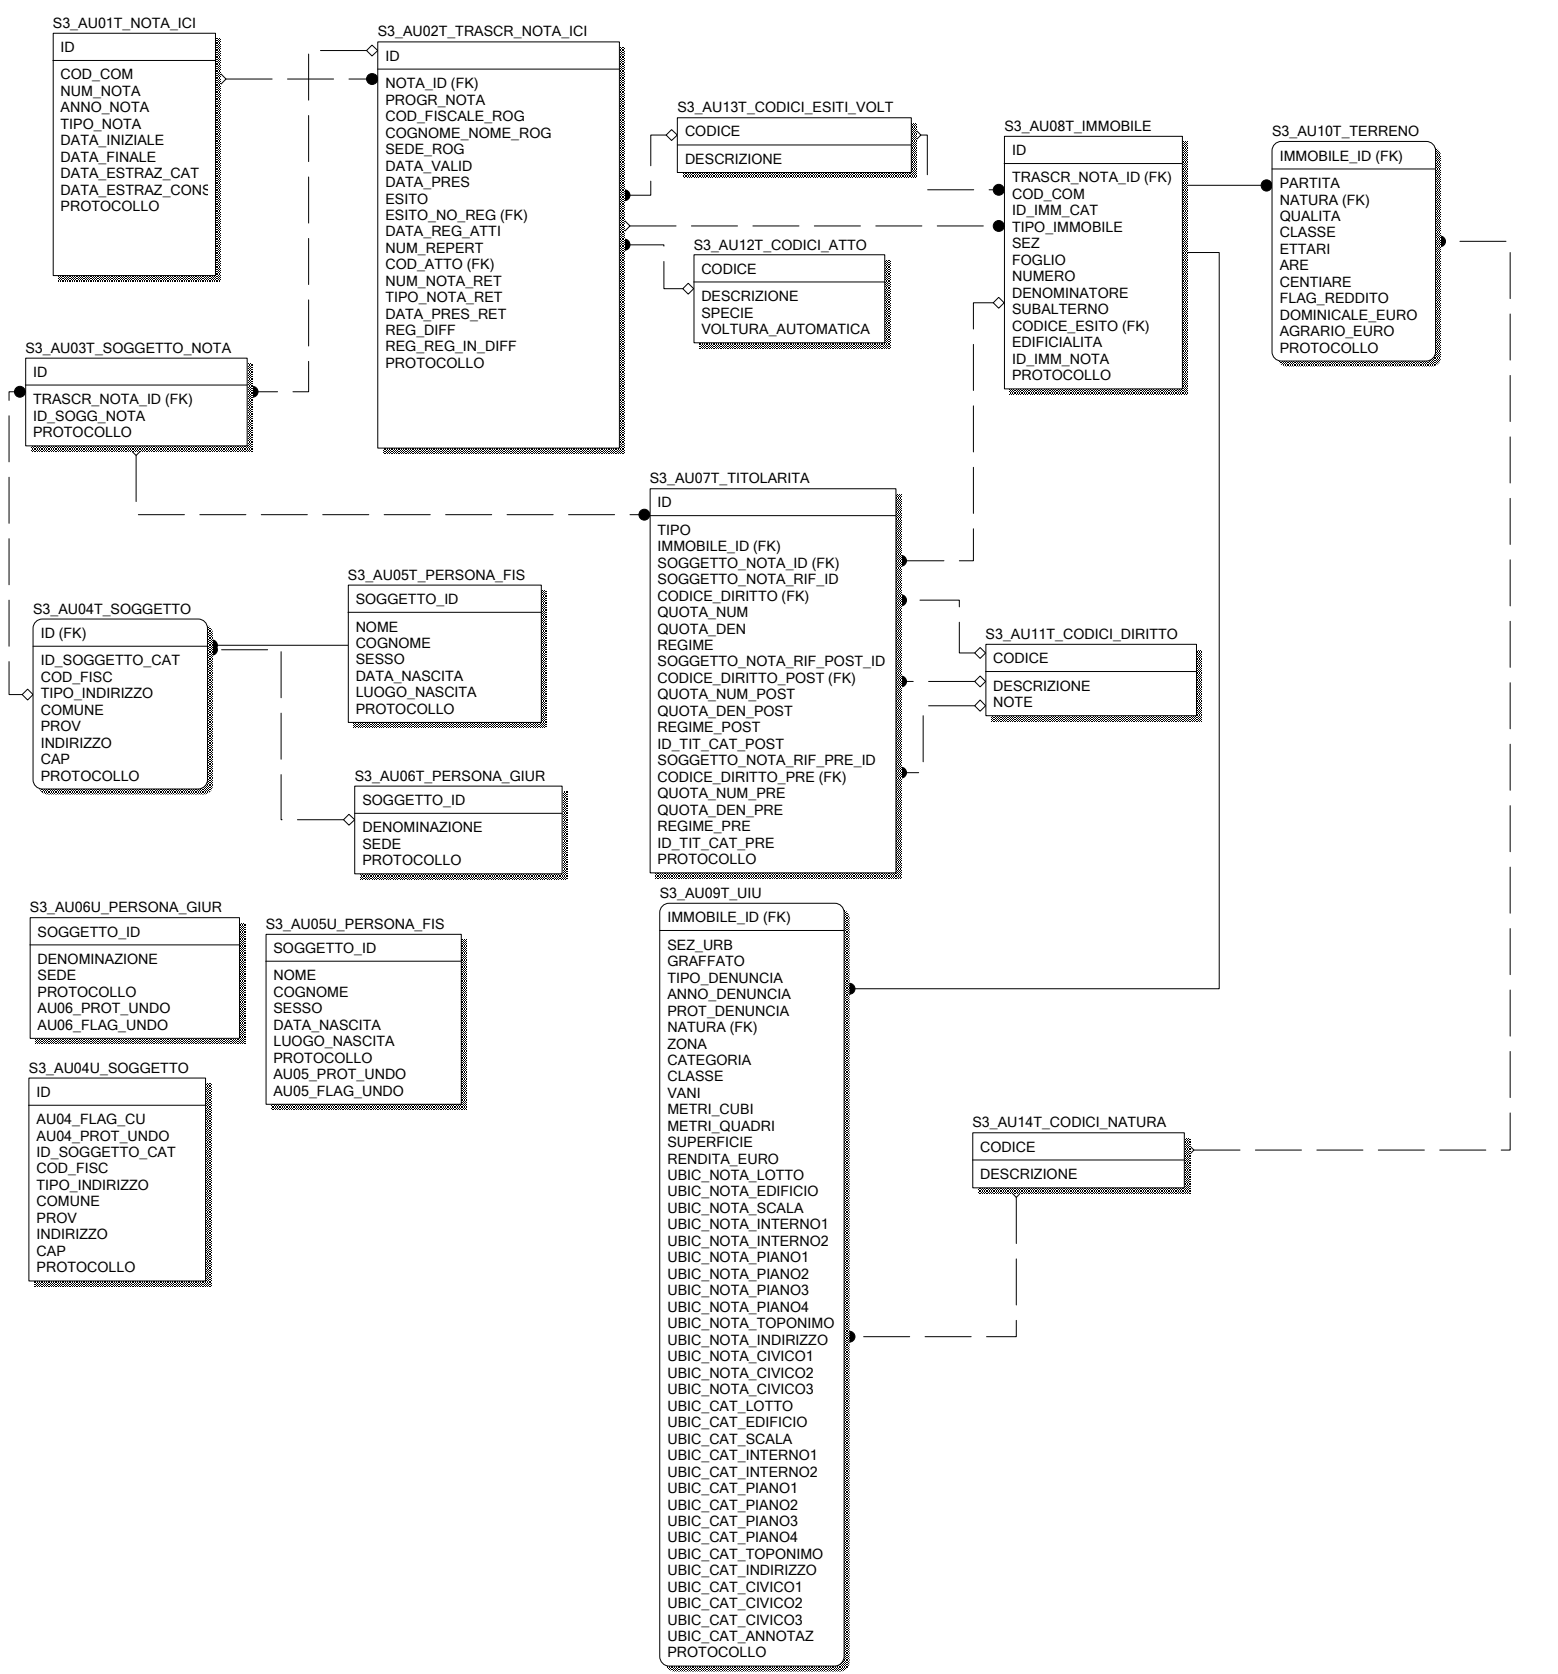 S3_AU01T_NOTA_ICI
ID
COD_COM
NUM_NOTA
ANNO_NOTA
TIPO_NOTA
DATA_INIZIALE
DATA_FINALE
DATA_ESTRAZ_CAT
DATA_ESTRAZ_CONS
PROTOCOLLO
S3_AU02T_TRASCR_NOTA_ICI
ID
NOTA_ID (FK)
PROGR_NOTA
COD_FISCALE_ROG
COGNOME_NOME_ROG
SEDE_ROG
DATA_VALID
DATA_PRES
ESITO
ESITO_NO_REG (FK)
DATA_REG_ATTI
NUM_REPERT
COD_ATTO (FK)
NUM_NOTA_RET
TIPO_NOTA_RET
DATA_PRES_RET
REG_DIFF
REG_REG_IN_DIFF
PROTOCOLLO
S3_AU13T_CODICI_ESITI_VOLT
CODICE
DESCRIZIONE
S3_AU12T_CODICI_ATTO
CODICE
DESCRIZIONE
SPECIE
VOLTURA_AUTOMATICA
S3_AU08T_IMMOBILE
ID
TRASCR_NOTA_ID (FK)
COD_COM
ID_IMM_CAT
TIPO_IMMOBILE
SEZ
FOGLIO
NUMERO
DENOMINATORE
SUBALTERNO
CODICE_ESITO (FK)
EDIFICIALITA
ID_IMM_NOTA
PROTOCOLLO
S3_AU10T_TERRENO
IMMOBILE_ID (FK)
PARTITA
NATURA (FK)
QUALITA
CLASSE
ETTARI
ARE
CENTIARE
FLAG_REDDITO
DOMINICALE_EURO
AGRARIO_EURO
PROTOCOLLO
S3_AU03T_SOGGETTO_NOTA
ID
TRASCR_NOTA_ID (FK)
ID_SOGG_NOTA
PROTOCOLLO
S3_AU07T_TITOLARITA
ID
TIPO
IMMOBILE_ID (FK)
SOGGETTO_NOTA_ID (FK)
SOGGETTO_NOTA_RIF_ID
CODICE_DIRITTO (FK)
QUOTA_NUM
QUOTA_DEN
REGIME
SOGGETTO_NOTA_RIF_POST_ID
CODICE_DIRITTO_POST (FK)
QUOTA_NUM_POST
QUOTA_DEN_POST
REGIME_POST
ID_TIT_CAT_POST
SOGGETTO_NOTA_RIF_PRE_ID
CODICE_DIRITTO_PRE (FK)
QUOTA_NUM_PRE
QUOTA_DEN_PRE
REGIME_PRE
ID_TIT_CAT_PRE
PROTOCOLLO
S3_AU04T_SOGGETTO
ID (FK)
ID_SOGGETTO_CAT
COD_FISC
TIPO_INDIRIZZO
COMUNE
PROV
INDIRIZZO
CAP
PROTOCOLLO
S3_AU05T_PERSONA_FIS
SOGGETTO_ID
NOME
COGNOME
SESSO
DATA_NASCITA
LUOGO_NASCITA
PROTOCOLLO
S3_AU11T_CODICI_DIRITTO
CODICE
DESCRIZIONE
NOTE
S3_AU06T_PERSONA_GIUR
SOGGETTO_ID
DENOMINAZIONE
SEDE
PROTOCOLLO
S3_AU06U_PERSONA_GIUR
SOGGETTO_ID
DENOMINAZIONE
SEDE
PROTOCOLLO
AU06_PROT_UNDO
AU06_FLAG_UNDO
S3_AU05U_PERSONA_FIS
SOGGETTO_ID
NOME
COGNOME
SESSO
DATA_NASCITA
LUOGO_NASCITA
PROTOCOLLO
AU05_PROT_UNDO
AU05_FLAG_UNDO
S3_AU04U_SOGGETTO
ID
AU04_FLAG_CU
AU04_PROT_UNDO
ID_SOGGETTO_CAT
COD_FISC
TIPO_INDIRIZZO
COMUNE
PROV
INDIRIZZO
CAP
PROTOCOLLO
S3_AU09T_UIU
IMMOBILE_ID (FK)
SEZ_URB
GRAFFATO
TIPO_DENUNCIA
ANNO_DENUNCIA
PROT_DENUNCIA
NATURA (FK)
ZONA
CATEGORIA
CLASSE
VANI
METRI_CUBI
METRI_QUADRI
SUPERFICIE
RENDITA_EURO
UBIC_NOTA_LOTTO
UBIC_NOTA_EDIFICIO
UBIC_NOTA_SCALA
UBIC_NOTA_INTERNO1
UBIC_NOTA_INTERNO2
UBIC_NOTA_PIANO1
UBIC_NOTA_PIANO2
UBIC_NOTA_PIANO3
UBIC_NOTA_PIANO4
UBIC_NOTA_TOPONIMO
UBIC_NOTA_INDIRIZZO
UBIC_NOTA_CIVICO1
UBIC_NOTA_CIVICO2
UBIC_NOTA_CIVICO3
UBIC_CAT_LOTTO
UBIC_CAT_EDIFICIO
UBIC_CAT_SCALA
UBIC_CAT_INTERNO1
UBIC_CAT_INTERNO2
UBIC_CAT_PIANO1
UBIC_CAT_PIANO2
UBIC_CAT_PIANO3
UBIC_CAT_PIANO4
UBIC_CAT_TOPONIMO
UBIC_CAT_INDIRIZZO
UBIC_CAT_CIVICO1
UBIC_CAT_CIVICO2
UBIC_CAT_CIVICO3
UBIC_CAT_ANNOTAZ
PROTOCOLLO
S3_AU14T_CODICI_NATURA
CODICE
DESCRIZIONE